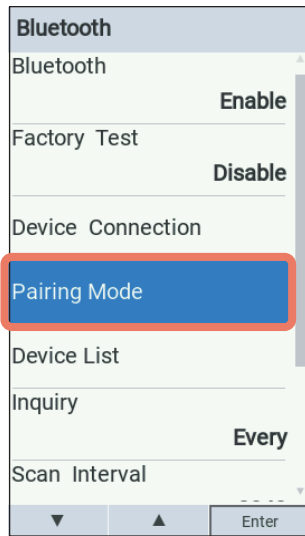 Bluetooth
Bluetooth
Enable
Factory Test
Disable
Device Connection
Pairing Mode
Device List
Inquiry
Every
Scan Interval
▼ ▲ Enter